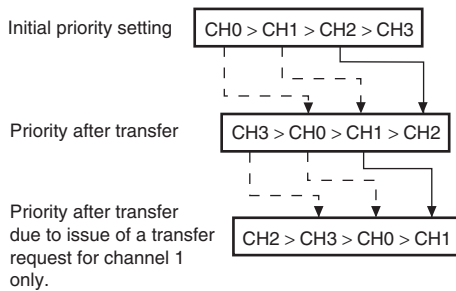 Initial priority setting
CH0 > CH1 > CH2 > CH3
Priority after transfer
CH3 > CH0 > CH1 > CH2
Priority after transfer
due to issue of a transfer
request for channel 1
only.
CH2 > CH3 > CH0 > CH1